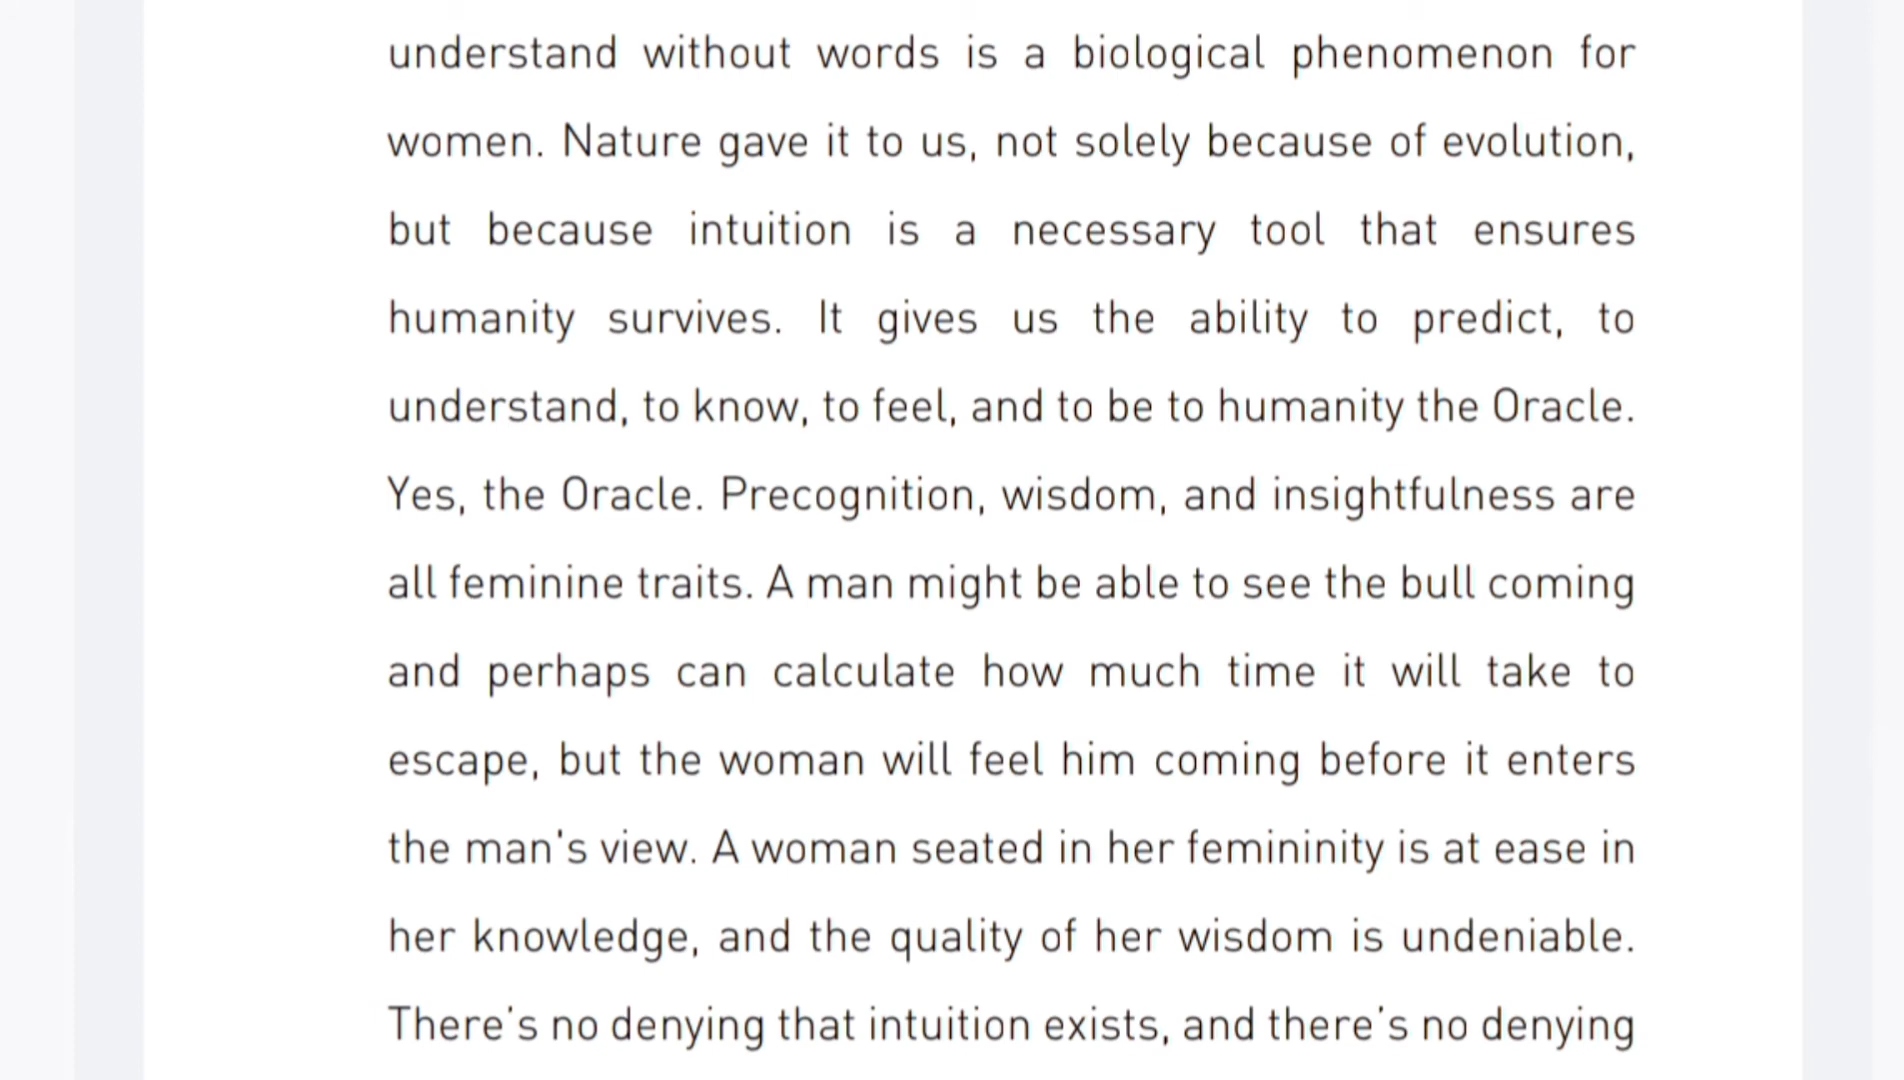 understand without words is a biological phenomenon for
women. Nature gave it to us, not solely because of evolution,
but because intuition is a necessary tool that ensures
humanity survives. It gives us the ability to predict, to
understand, to know, to feel, and to be to humanity the Oracle.
Yes, the Oracle. Precognition, wisdom, and insightfulness are
all feminine traits. A man might be able to see the bull coming
and perhaps can calculate how much time it will take to
escape, but the woman will feel him coming before it enters
the man's view. A woman seated in her femininity is at ease in
her knowledge, and the quality of her wisdom is undeniable.
There's no denying that intuition exists, and there's no denying